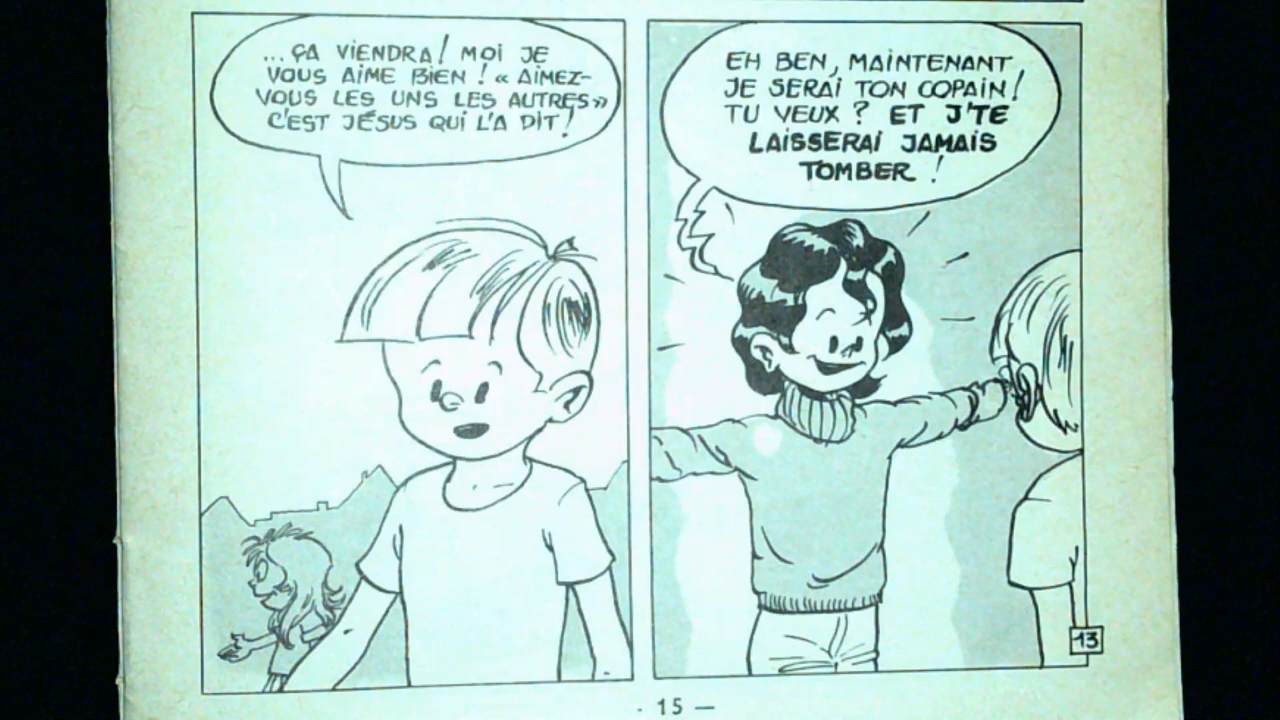 ...ÇA VIENDRA! MOI JE
VOUS AIME BIEN! « AIMEZ-
VOUS LES UNS LES AUTRES»
C'EST JÉSUS QUI L'A DIT!
EH BEN, MAINTENANT
JE SERAI TON COPAIN!
TU VEUX ? ET J'TE
LAISSERAI JAMAIS
TOMBER!
13
- 15 —